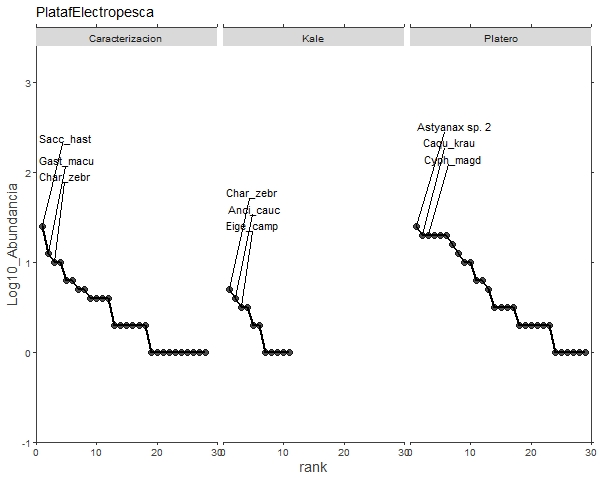 PlatafElectropesca
Caracterizacion
Kale
Platero
Sacc_hast
Gast_macu
Char_zebr
Char_zebr
Anci_cauc
Eige_camp
Astyanax sp. 2
Caqu_krau
Cyph_magd
Log10_Abundancia
3
2
1
0
-1
0 10 20 30
0 10 20 30
0 10 20 30
rank